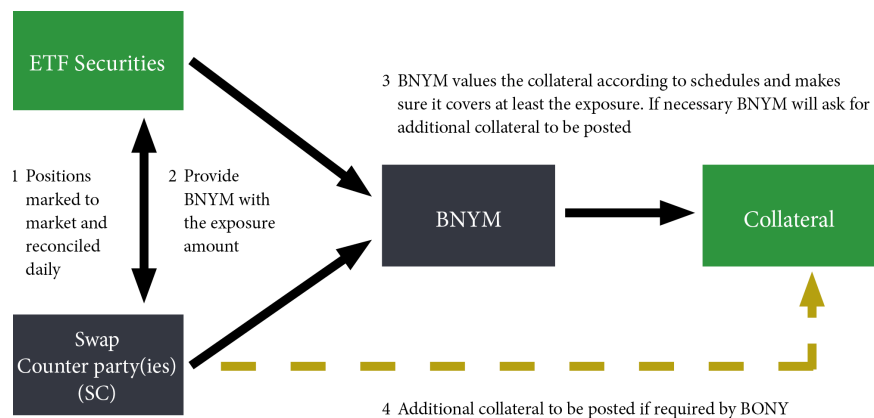 ETF Securities
3 BNYM values the collateral according to schedules and makes
sure it covers at least the exposure. If necessary BNYM will ask for
additional collateral to be posted
1 Positions
marked to
market and
reconciled
daily
2 Provide
BNYM with
the exposure
amount
BNYM
Collateral
Swap
Counter party(ies)
(SC)
4 Additional collateral to be posted if required by BONY